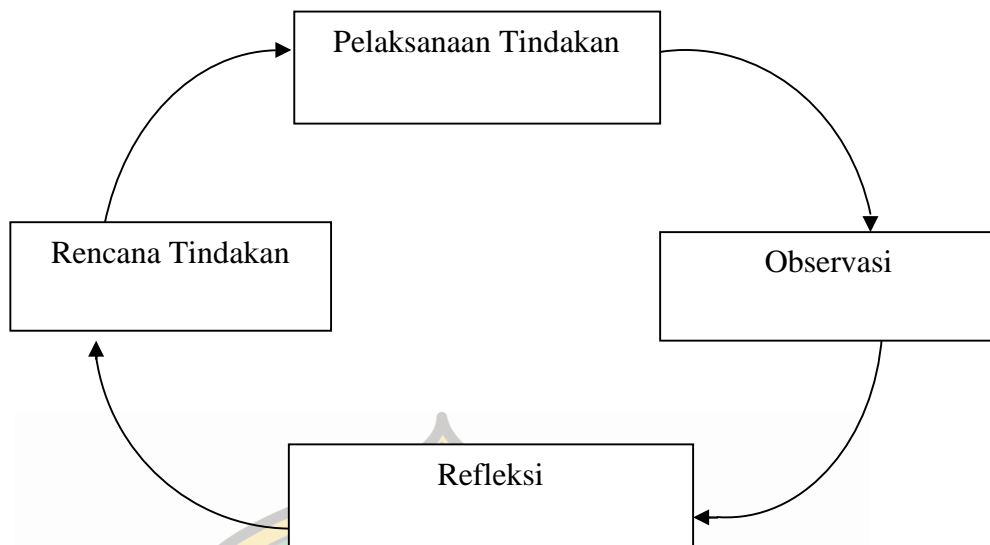 Pelaksanaan Tindakan
Rencana Tindakan
Observasi
Refleksi